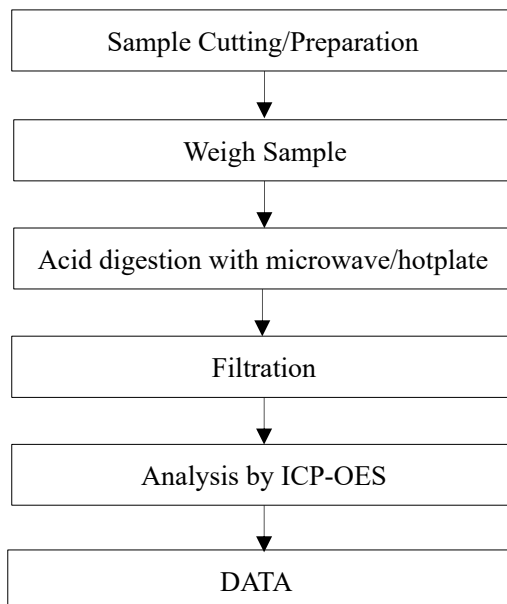 Sample Cutting/Preparation
Weigh Sample
Acid digestion with microwave/hotplate
Filtration
Analysis by ICP-OES
DATA